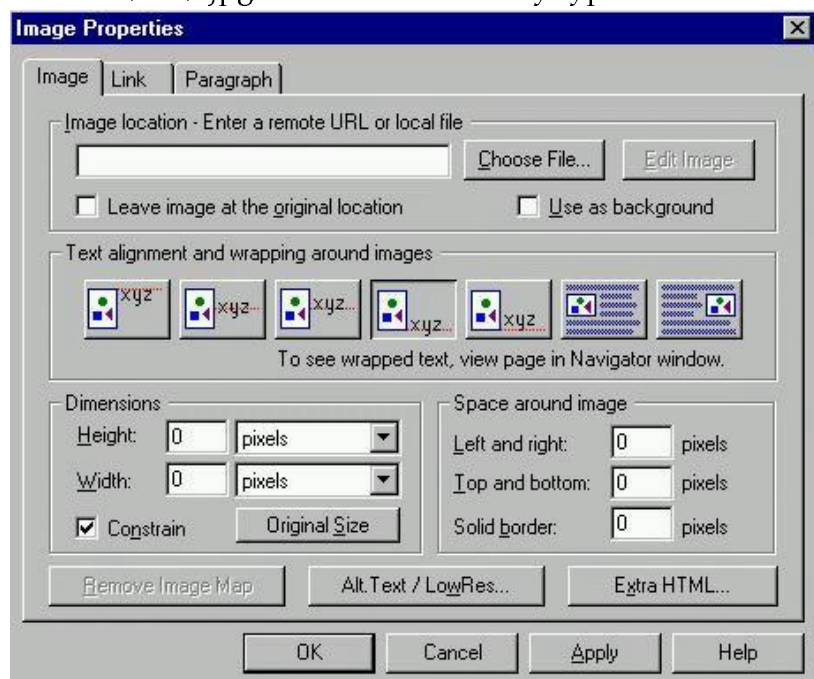 Image Properties
Image Link Paragraph
Image location - Enter a remote URL or local file
Choose File... Edit Image
Leave image at the original location Use as background
Text alignment and wrapping around images
xyz xyz xyz xyz xyz
To see wrapped text, view page in Navigator window.
Dimensions
Height: 0 pixels
Width: 0 pixels
Constrain Original Size
Space around image
Left and right: 0 pixels
Top and bottom: 0 pixels
Solid border: 0 pixels
Remove Image Map Alt.Text / LowRes... Extra HTML...
OK Cancel Apply Help